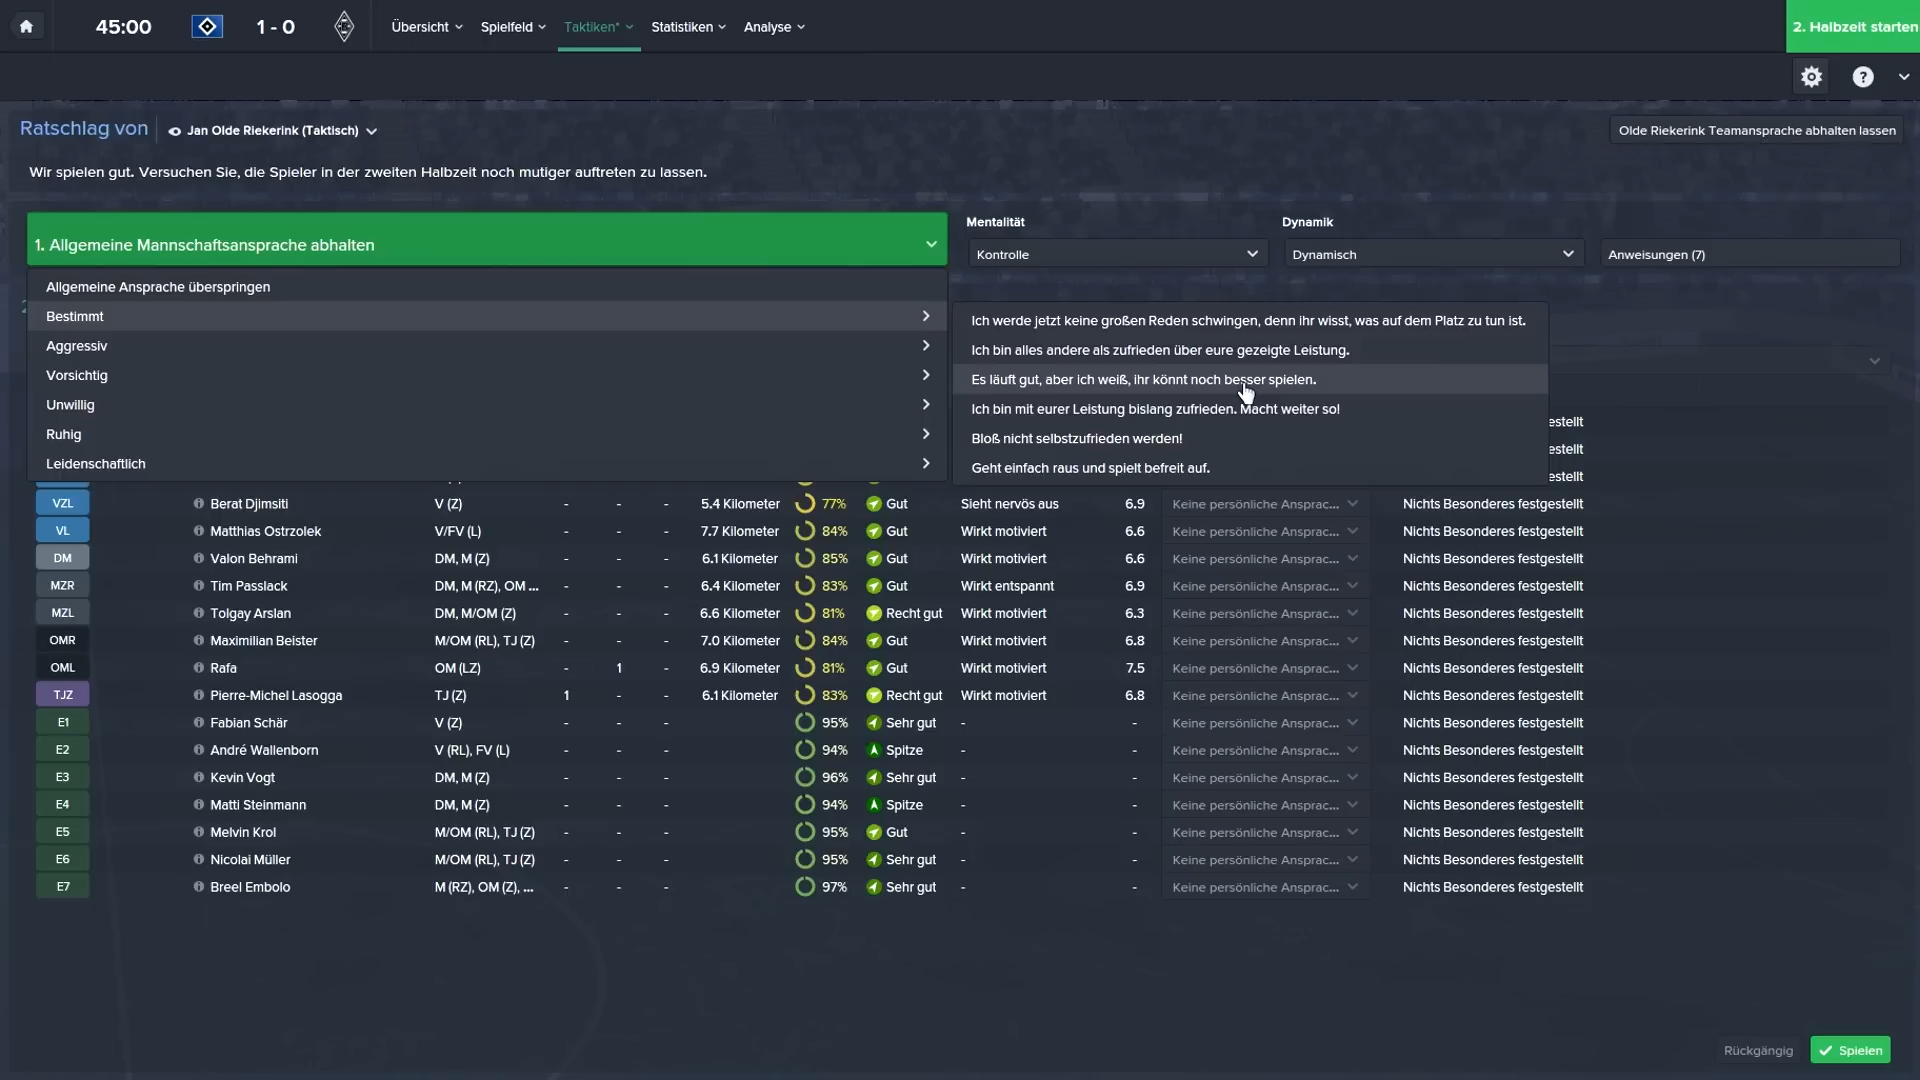 45:00 1 - 0 Übersicht Spielfeld Taktiken* Statistiken Analyse 2. Halbzeit starten
?
Ratschlag von Jan Olde Riekerink (Taktisch) Olde Riekerink Teamansprache abhalten lassen
Wir spielen gut. Versuchen Sie, die Spieler in der zweiten Halbzeit noch mutiger auftreten zu lassen.
Mentalität Dynamik
1. Allgemeine Mannschaftsansprache abhalten
Kontrolle Dynamisch Anweisungen (7)
Allgemeine Ansprache überspringen
Bestimmt
Aggressiv
Vorsichtig
Unwillig
Ruhig
Leidenschaftlich
Ich werde jetzt keine großen Reden schwingen, denn ihr wisst, was auf dem Platz zu tun ist.
Ich bin alles andere als zufrieden über eure gezeigte Leistung.
Es läuft gut, aber ich weiß, ihr könnt noch besser spielen.
Ich bin mit eurer Leistung bislang zufrieden. Macht weiter so!
Bloß nicht selbstzufrieden werden!
Geht einfach raus und spielt befreit auf.
estellt
estellt
estellt
VZL Berat Djimsiti V (Z) - - - 5.4 Kilometer 77% Gut Sieht nervös aus 6.9 Keine persönliche Ansprac... Nichts Besonderes festgestellt
VL Matthias Ostrzolek V/FV (L) - - - 7.7 Kilometer 84% Gut Wirkt motiviert 6.6 Keine persönliche Ansprac... Nichts Besonderes festgestellt
DM Valon Behrami DM, M (Z) - - - 6.1 Kilometer 85% Gut Wirkt motiviert 6.6 Keine persönliche Ansprac... Nichts Besonderes festgestellt
MZR Tim Passlack DM, M (RZ), OM ... - - - 6.4 Kilometer 83% Gut Wirkt entspannt 6.9 Keine persönliche Ansprac... Nichts Besonderes festgestellt
MZL Tolgay Arslan DM, M/OM (Z) - - - 6.6 Kilometer 81% Recht gut Wirkt motiviert 6.3 Keine persönliche Ansprac... Nichts Besonderes festgestellt
OMR Maximilian Beister M/OM (RL), TJ (Z) - - - 7.0 Kilometer 84% Gut Wirkt motiviert 6.8 Keine persönliche Ansprac... Nichts Besonderes festgestellt
OML Rafa OM (LZ) - 1 - 6.9 Kilometer 81% Gut Wirkt motiviert 7.5 Keine persönliche Ansprac... Nichts Besonderes festgestellt
TJZ Pierre-Michel Lasogga TJ (Z) 1 - - 6.1 Kilometer 83% Recht gut Wirkt motiviert 6.8 Keine persönliche Ansprac... Nichts Besonderes festgestellt
E1 Fabian Schär V (Z) - - - 95% Sehr gut - - Keine persönliche Ansprac... Nichts Besonderes festgestellt
E2 André Wallenborn V (RL), FV (L) - - - 94% Spitze - - Keine persönliche Ansprac... Nichts Besonderes festgestellt
E3 Kevin Vogt DM, M (Z) - - - 96% Sehr gut - - Keine persönliche Ansprac... Nichts Besonderes festgestellt
E4 Matti Steinmann DM, M (Z) - - - 94% Spitze - - Keine persönliche Ansprac... Nichts Besonderes festgestellt
E5 Melvin Krol M/OM (RL), TJ (Z) - - - 95% Gut - - Keine persönliche Ansprac... Nichts Besonderes festgestellt
E6 Nicolai Müller M/OM (RL), TJ (Z) - - - 95% Sehr gut - - Keine persönliche Ansprac... Nichts Besonderes festgestellt
E7 Breel Embolo M (RZ), OM (Z), ... - - - 97% Sehr gut - - Keine persönliche Ansprac... Nichts Besonderes festgestellt
Rückgängig Spielen